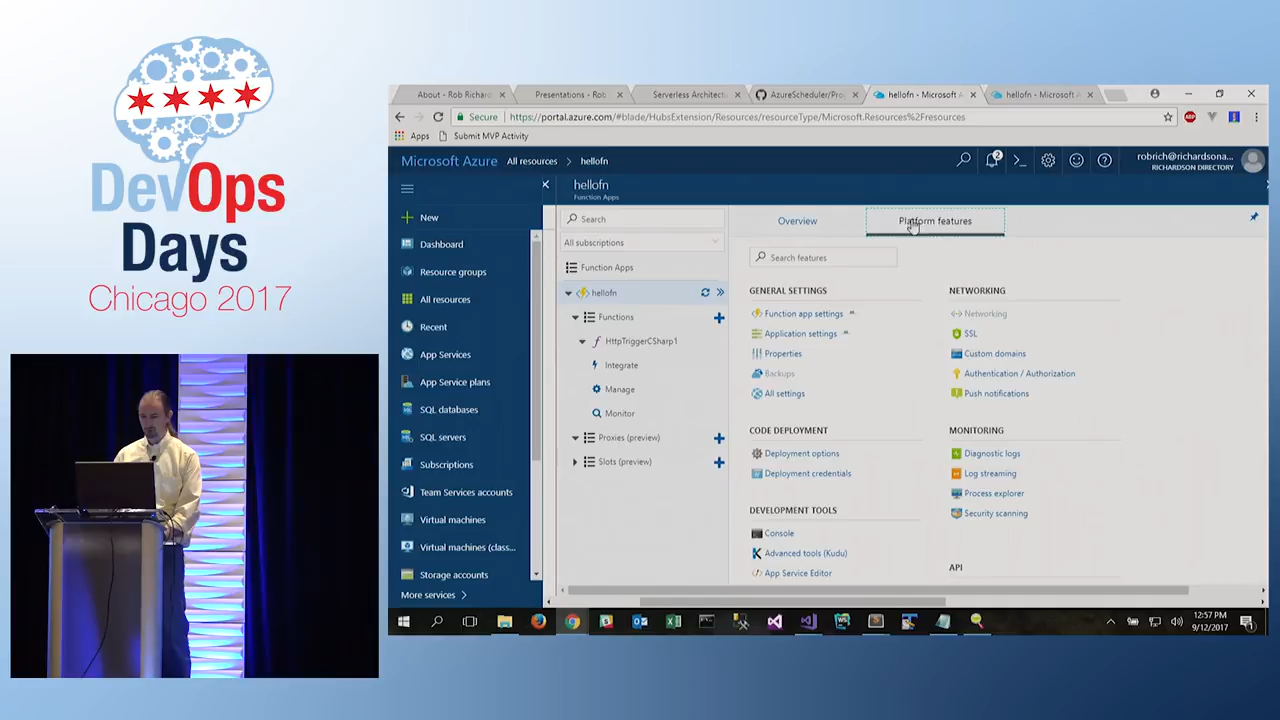 DevOps
Days
Chicago 2017
About - Rob Richard
Presentations - Rob
Serverless Architect
AzureScheduler/Pro
hellofn - Microsoft A
hellofn - Microsoft A
Secure
https://portal.azure.com/#blade/HubsExtension/Resources/resourceType/Microsoft.Resources%2Fresources
Apps
Submit MVP Activity
Microsoft Azure
All resources
hellofn
2
robrich@richardsona...
RICHARDSON DIRECTORY
hellofn
Function Apps
New
Dashboard
Resource groups
All resources
Recent
App Services
App Service plans
SQL databases
SQL servers
Subscriptions
Team Services accounts
Virtual machines
Virtual machines (class...
Storage accounts
More services
Search
All subscriptions
Function Apps
hellofn
Functions
HttpTriggerCSharp1
Integrate
Manage
Monitor
Proxies (preview)
Slots (preview)
Overview
Platform features
Search features
GENERAL SETTINGS
Function app settings
Application settings
Properties
Backups
All settings
CODE DEPLOYMENT
Deployment options
Deployment credentials
DEVELOPMENT TOOLS
Console
Advanced tools (Kudu)
App Service Editor
NETWORKING
Networking
SSL
Custom domains
Authentication / Authorization
Push notifications
MONITORING
Diagnostic logs
Log streaming
Process explorer
Security scanning
API
12:57 PM
9/12/2017